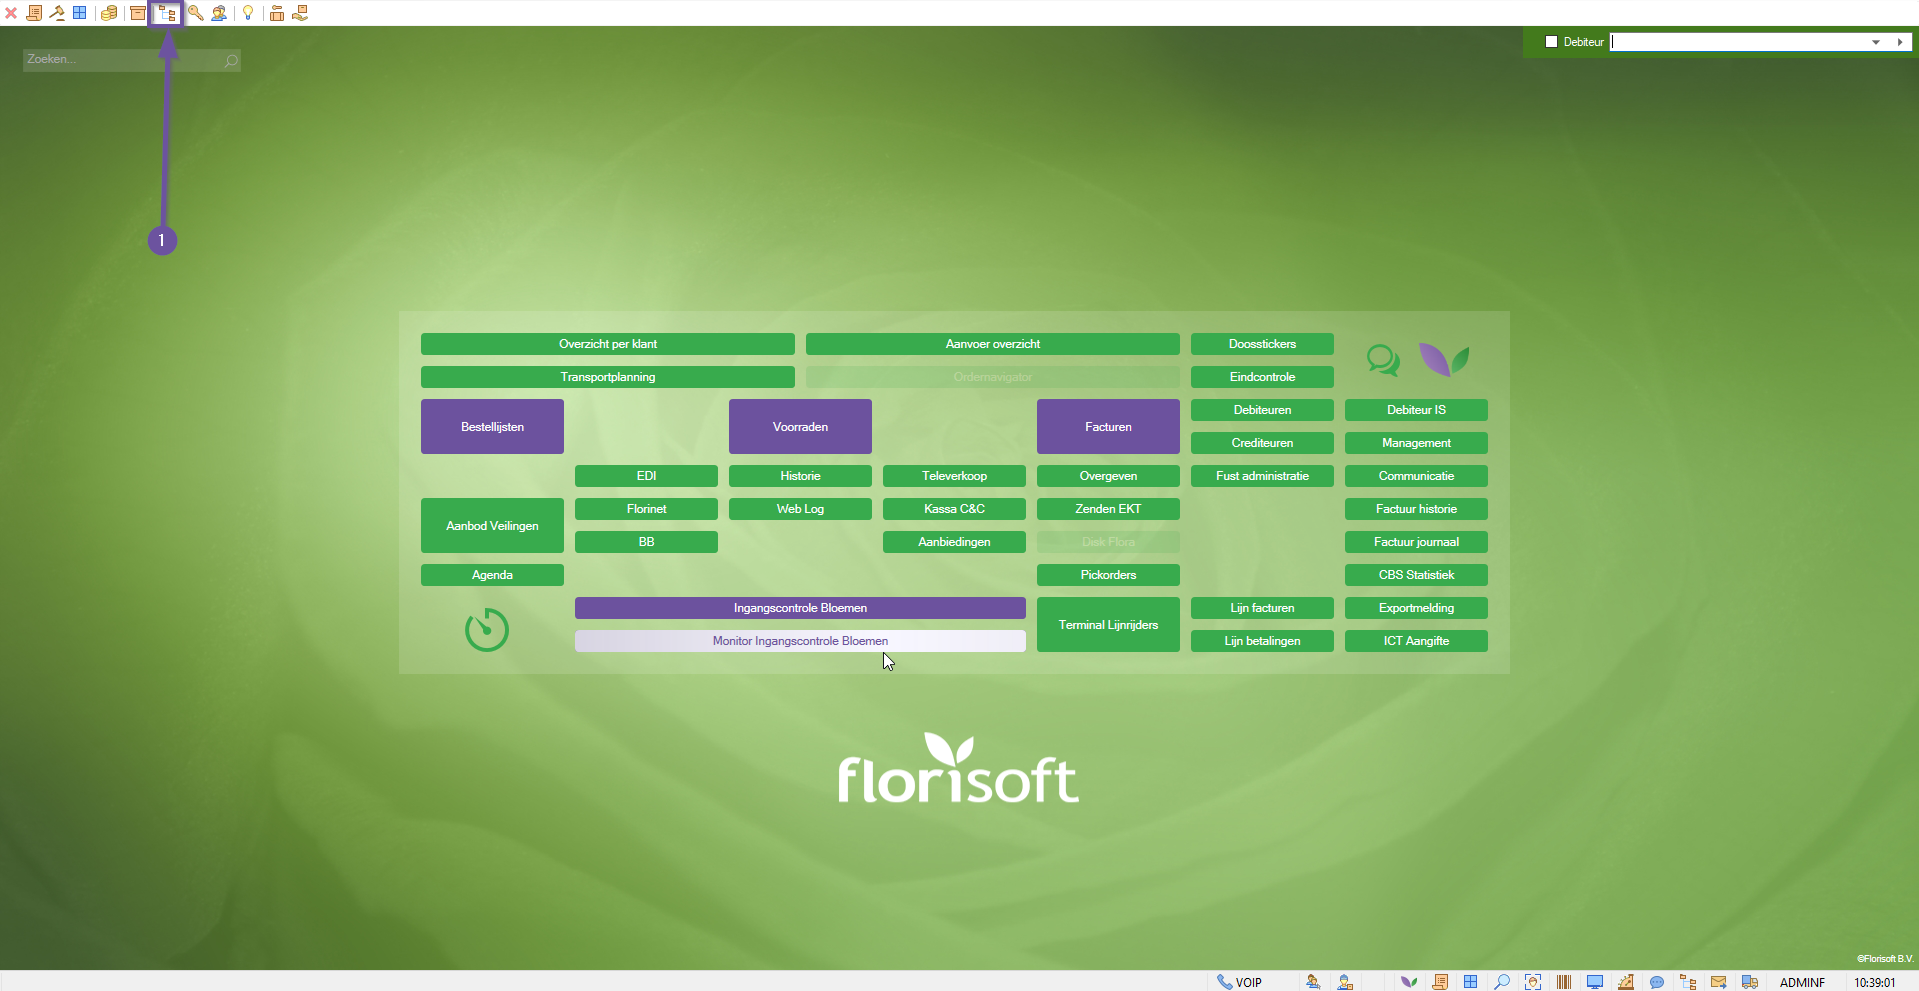 Zoeken...
Debiteur
1
Overzicht per klant
Aanvoer overzicht
Doosstickers
Transportplanning
Ordernavigator
Eindcontrole
Bestellijsten
Voorraden
Facturen
Debiteuren
Debiteur IS
Crediteuren
Management
EDI
Historie
Televerkoop
Overgeven
Fust administratie
Communicatie
Aanbod Veilingen
Florinet
Web Log
Kassa C&C
Zenden EKT
Factuur historie
BB
Aanbiedingen
Disk Flora
Factuur journaal
Agenda
Pickorders
CBS Statistiek
Ingangscontrole Bloemen
Terminal Lijnrijders
Lijn facturen
Exportmelding
Monitor Ingangscontrole Bloemen
Lijn betalingen
ICT Aangifte
florisoft
©Florisoft B.V.
VOIP
ADMINF
10:39:01